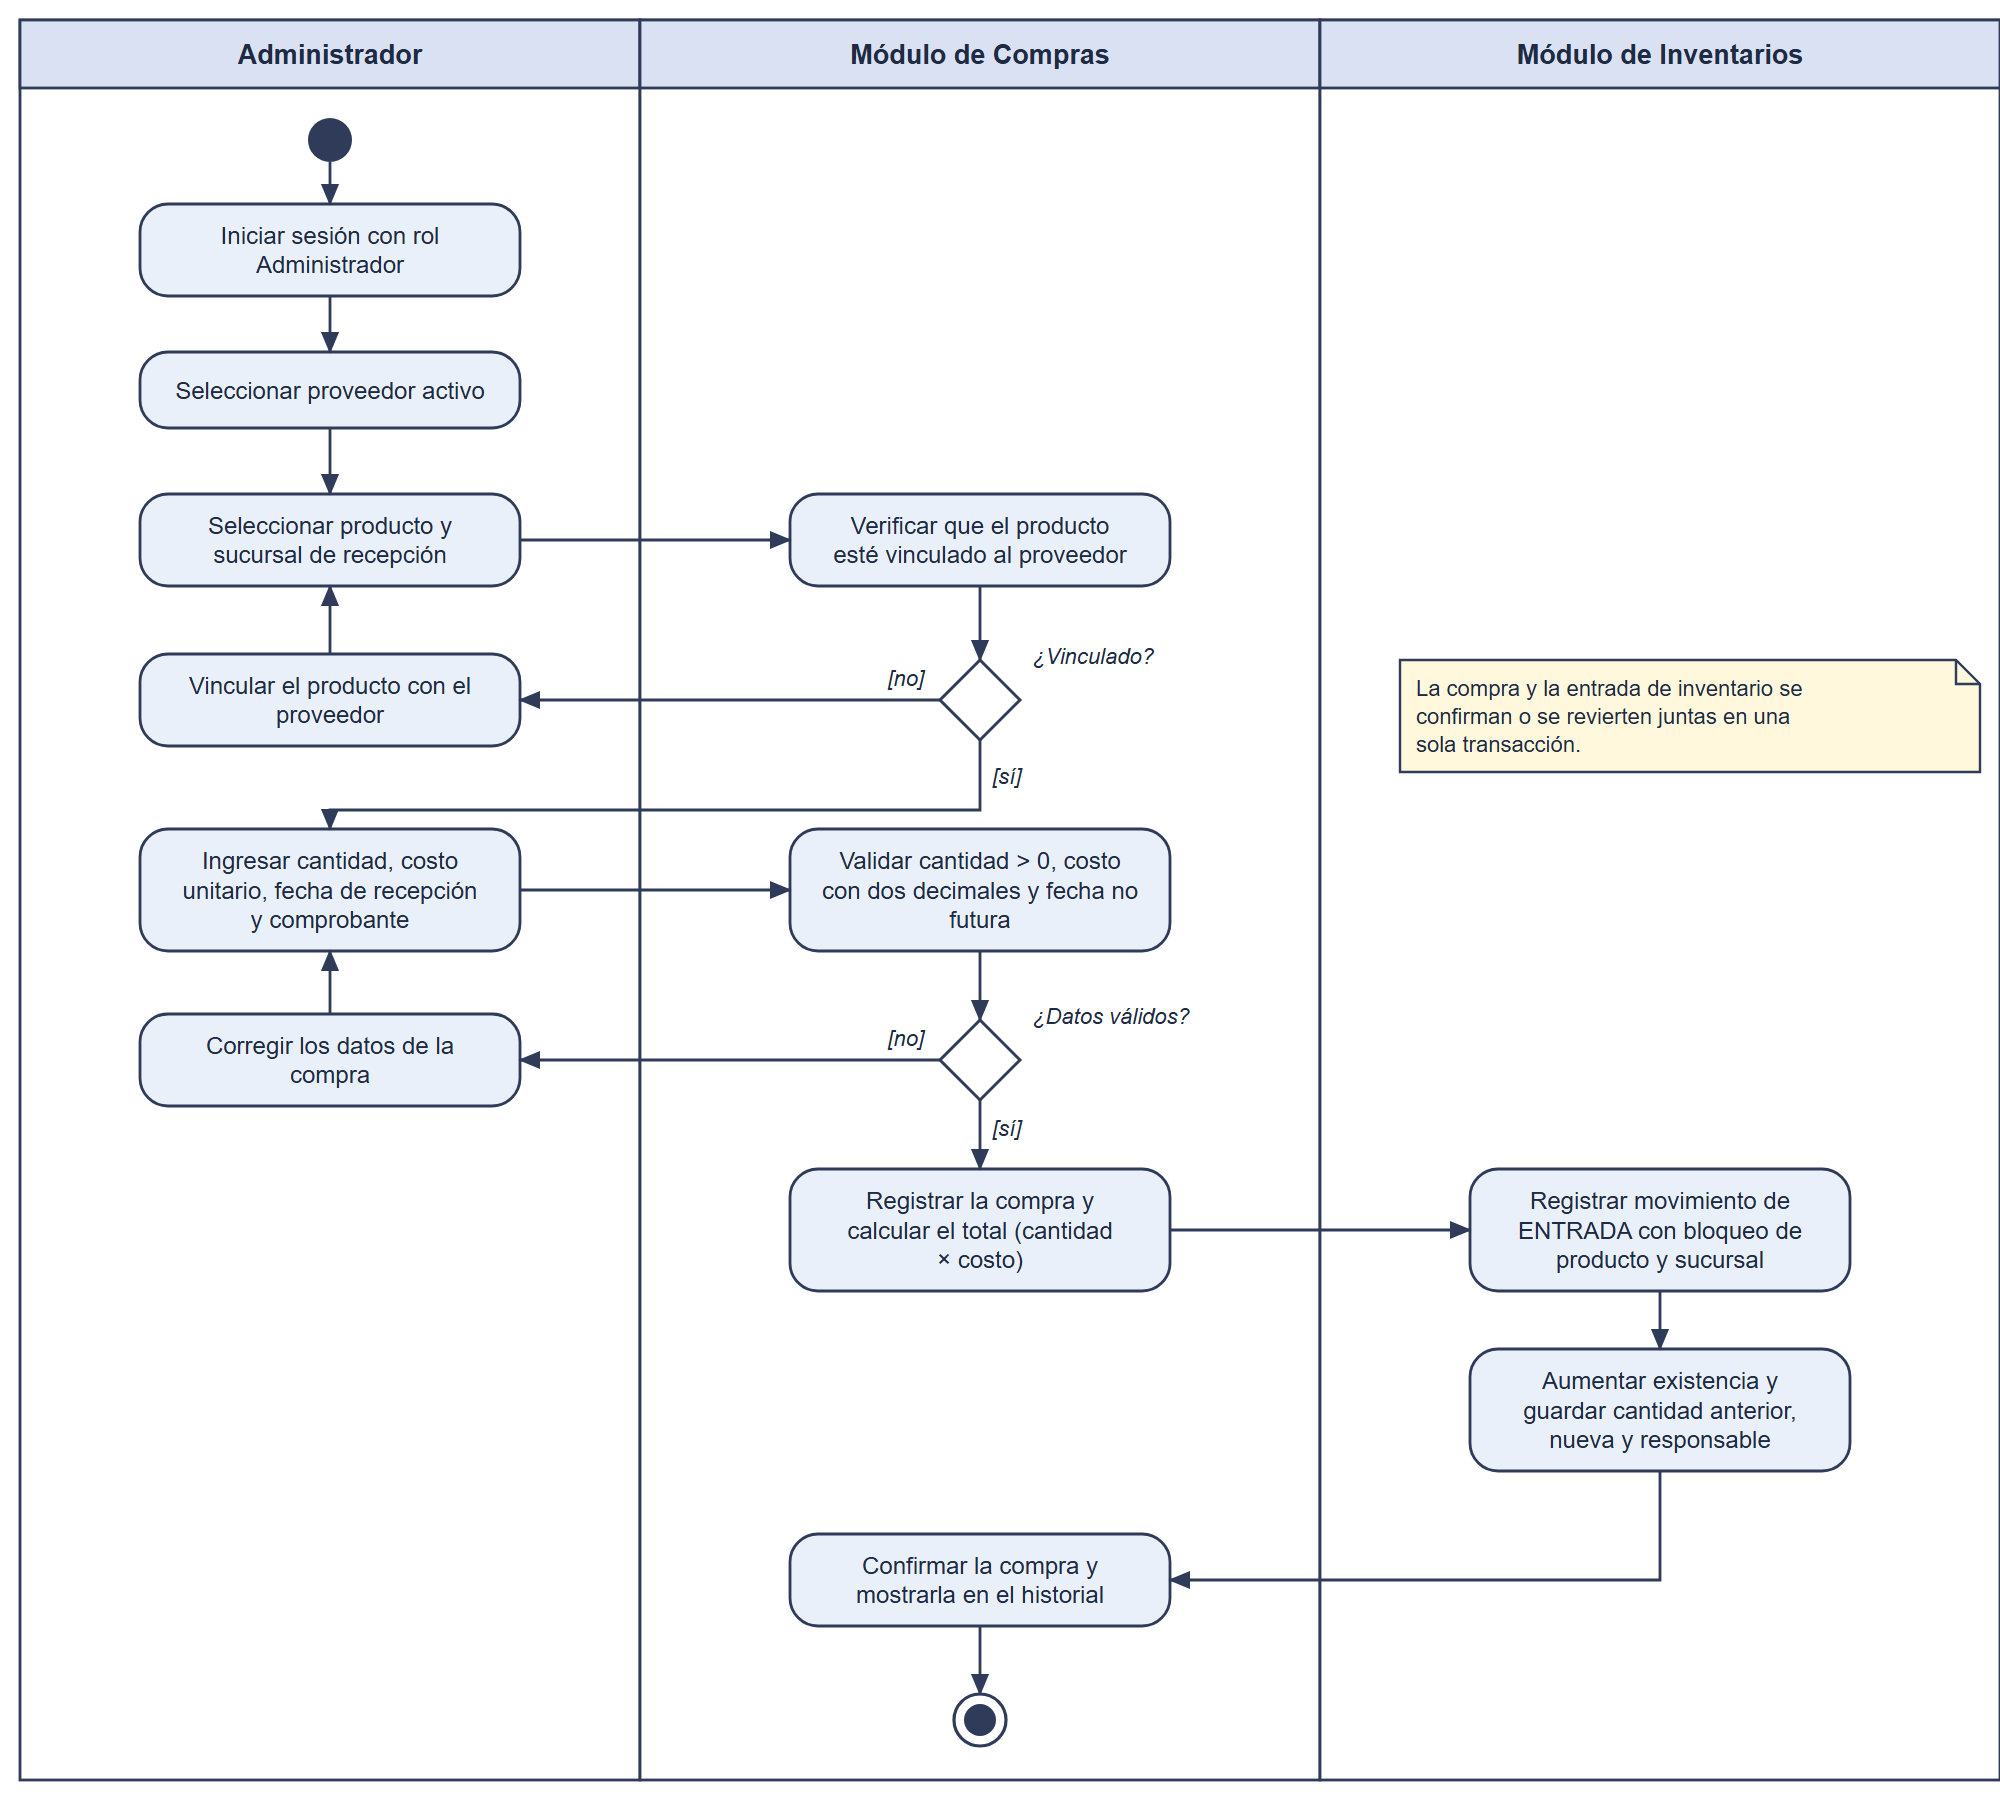 Administrador
Módulo de Compras
Módulo de Inventarios
Iniciar sesión con rol
Administrador
Seleccionar proveedor activo
Seleccionar producto y
sucursal de recepción
Verificar que el producto
esté vinculado al proveedor
¿Vinculado?
[no]
Vincular el producto con el
proveedor
La compra y la entrada de inventario se
confirman o se revierten juntas en una
sola transacción.
[sí]
Ingresar cantidad, costo
unitario, fecha de recepción
y comprobante
Validar cantidad > 0, costo
con dos decimales y fecha no
futura
¿Datos válidos?
[no]
Corregir los datos de la
compra
[sí]
Registrar la compra y
calcular el total (cantidad
× costo)
Registrar movimiento de
ENTRADA con bloqueo de
producto y sucursal
Aumentar existencia y
guardar cantidad anterior,
nueva y responsable
Confirmar la compra y
mostrarla en el historial